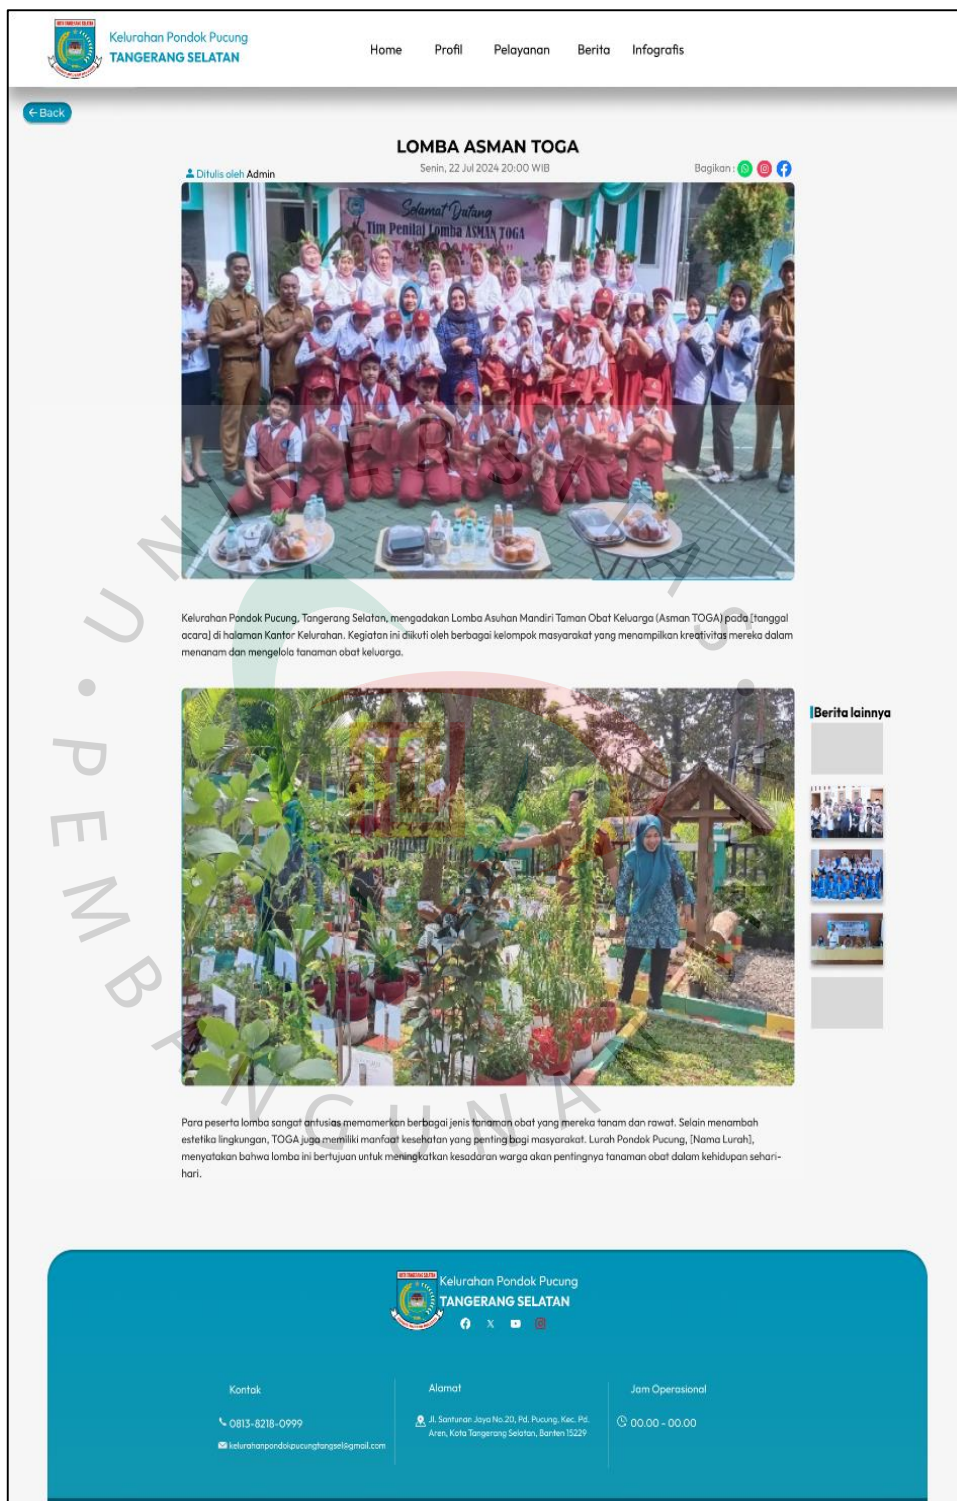 KOTA TANGERANG SELATAN
Kelurahan Pondok Pucung
TANGERANG SELATAN
Home Profil Pelayanan Berita Infografis
← Back
LOMBA ASMAN TOGA
Senin, 22 Jul 2024 20:00 WIB
Ditulis oleh Admin
Bagikan :
Selamat Datang
Tim Penilai Lomba ASMAN TOGA
Kelurahan Pondok Pucung, Tangerang Selatan, mengadakan Lomba Asuhan Mandiri Taman Obat Keluarga (Asman TOGA) pada [tanggal
acara] di halaman Kantor Kelurahan. Kegiatan ini diikuti oleh berbagai kelompok masyarakat yang menampilkan kreativitas mereka dalam
menanam dan mengelola tanaman obat keluarga.
Berita lainnya
Para peserta lomba sangat antusias memamerkan berbagai jenis tanaman obat yang mereka tanam dan rawat. Selain menambah
estetika lingkungan, TOGA juga memiliki manfaat kesehatan yang penting bagi masyarakat. Lurah Pondok Pucung, [Nama Lurah],
menyatakan bahwa lomba ini bertujuan untuk meningkatkan kesadaran warga akan pentingnya tanaman obat dalam kehidupan sehari-
hari.
UNIVERSITAS PEMBANGUNA
KOTA TANGERANG SELATAN
Kelurahan Pondok Pucung
TANGERANG SELATAN
Kontak
0813-8218-0999
kelurahanpondokpucungtangsel@gmail.com
Alamat
Jl. Santunan Jaya No.20, Pd. Pucung, Kec. Pd.
Aren, Kota Tangerang Selatan, Banten 15229
Jam Operasional
00.00 - 00.00